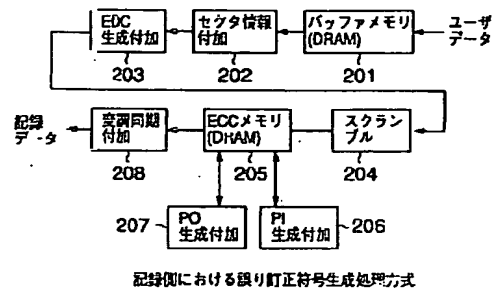 EDC
生成付加
203
セクタ情報
付加
202
バッファメモリ
(DRAM)
201
ユーザ
データ
記録
データ
変調同期
付加
208
ECCメモリ
(DRAM)
205
スクラン
ブル
204
207
PO
生成付加
PI
生成付加
206
記録側における誤り訂正符号生成処理方式